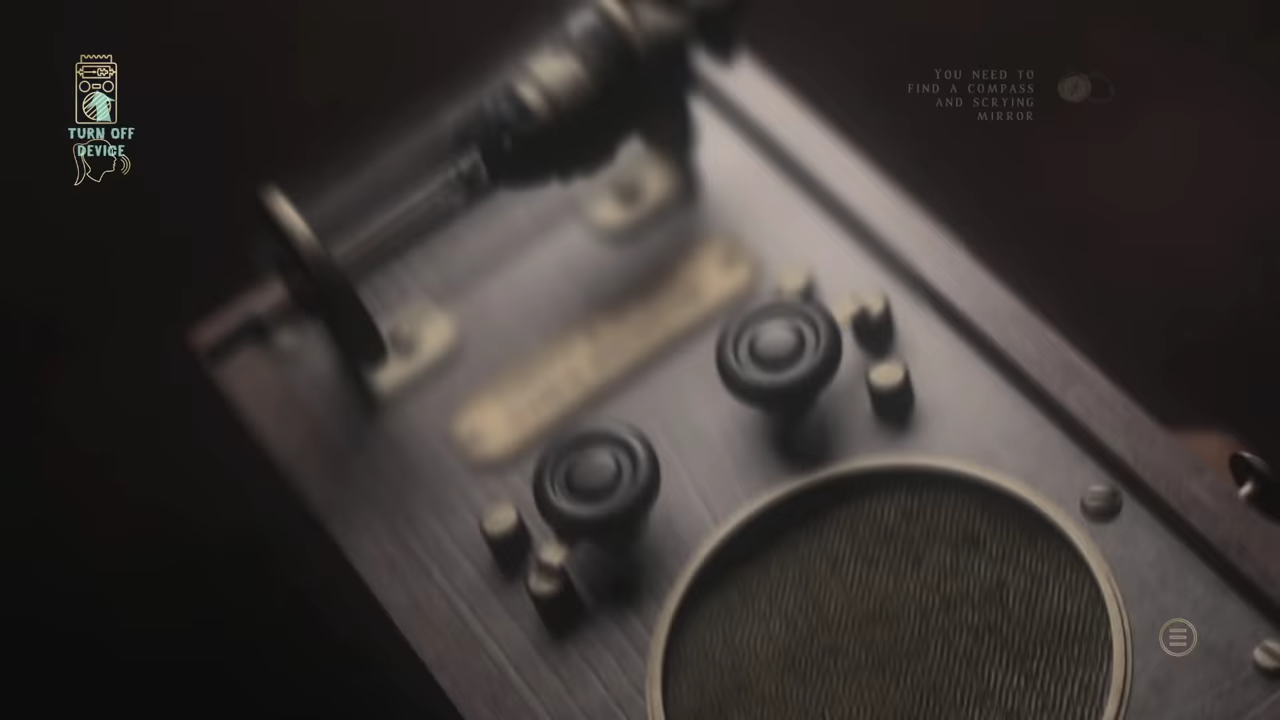 TURN OFF
DEVICE
YOU NEED TO
FIND A COMPASS
AND SCRYING
MIRROR